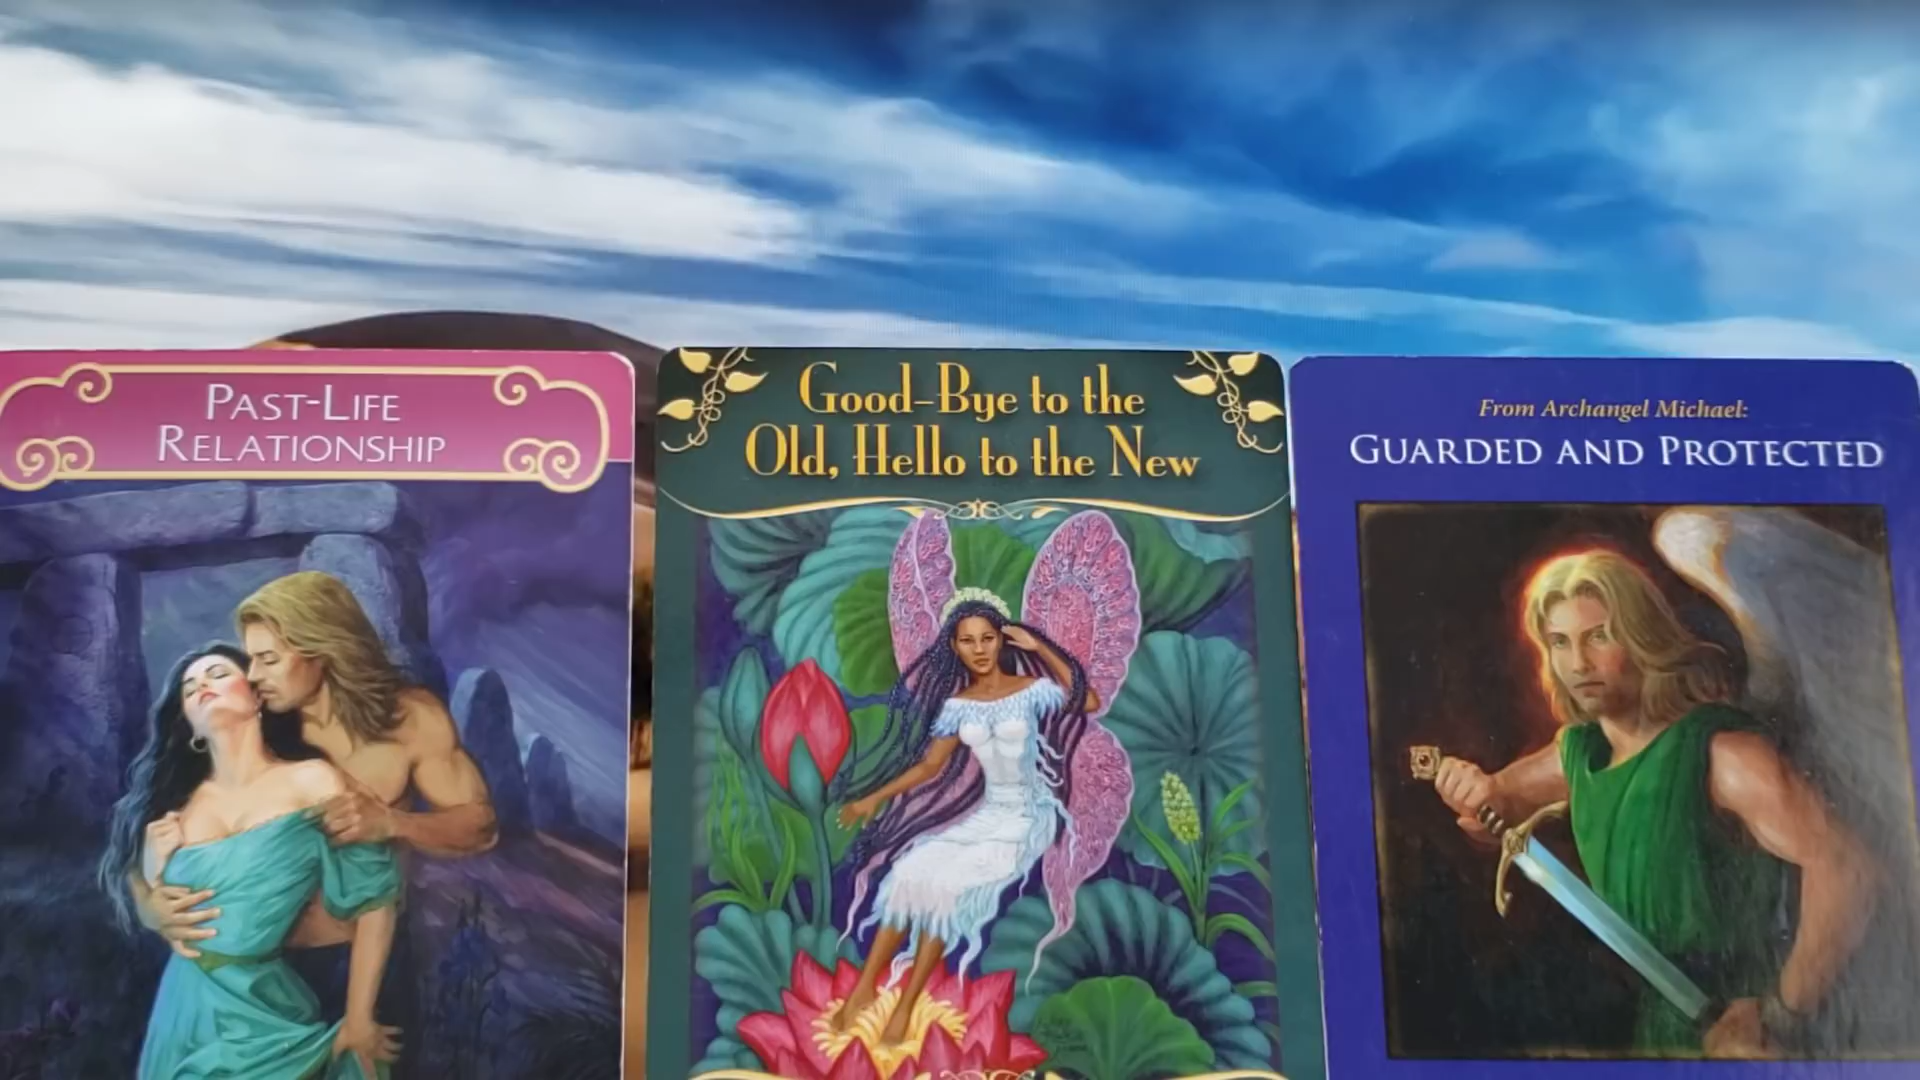 PAST-LIFE
RELATIONSHIP
Good-Bye to the
Old, Hello to the New
From Archangel Michael:
GUARDED AND PROTECTED